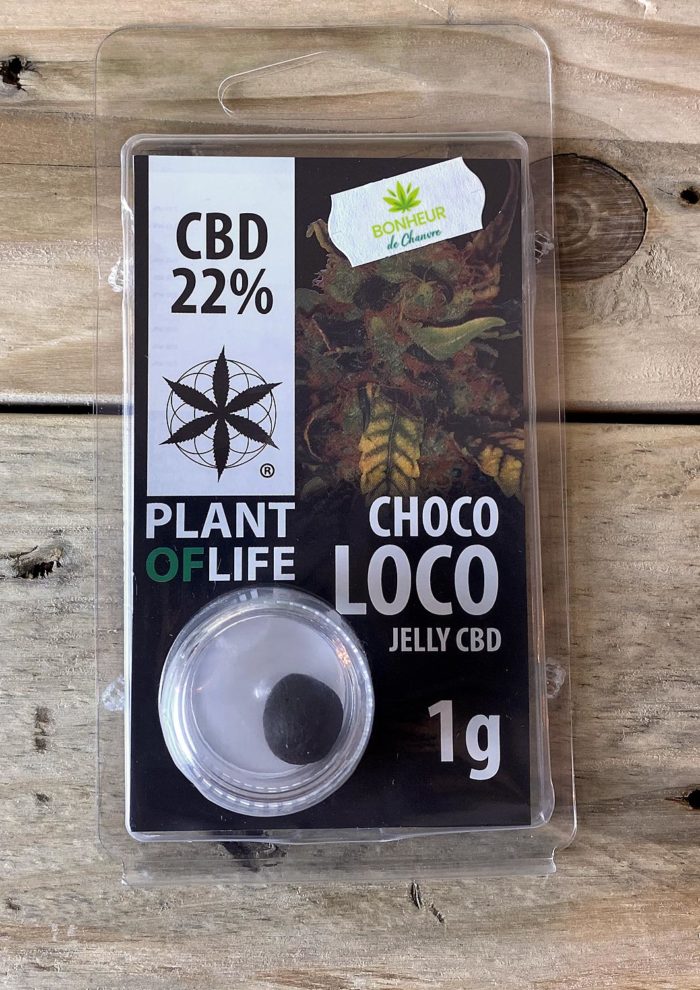 CBD
22%
®
PLANT
OFLIFE
BONHEUR
de Chanvre
CHOCO
LOCO
JELLY CBD
1g